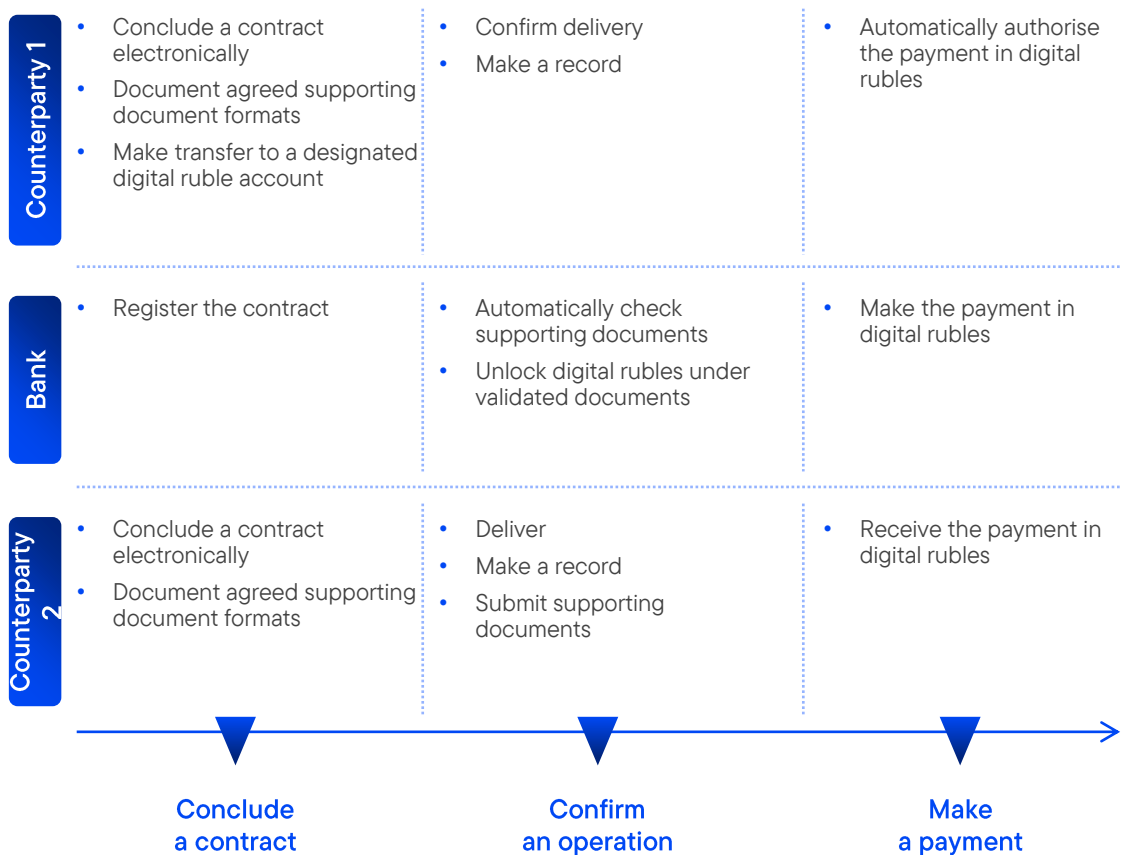 Counterparty 1
• Conclude a contract
electronically
• Document agreed supporting
document formats
• Make transfer to a designated
digital ruble account
• Confirm delivery
• Make a record
• Automatically authorise
the payment in digital
rubles
Bank
• Register the contract
• Automatically check
supporting documents
• Unlock digital rubles under
validated documents
• Make the payment in
digital rubles
Counterparty
2
• Conclude a contract
electronically
• Document agreed supporting
document formats
• Deliver
• Make a record
• Submit supporting
documents
• Receive the payment in
digital rubles
Conclude
a contract
Confirm
an operation
Make
a payment